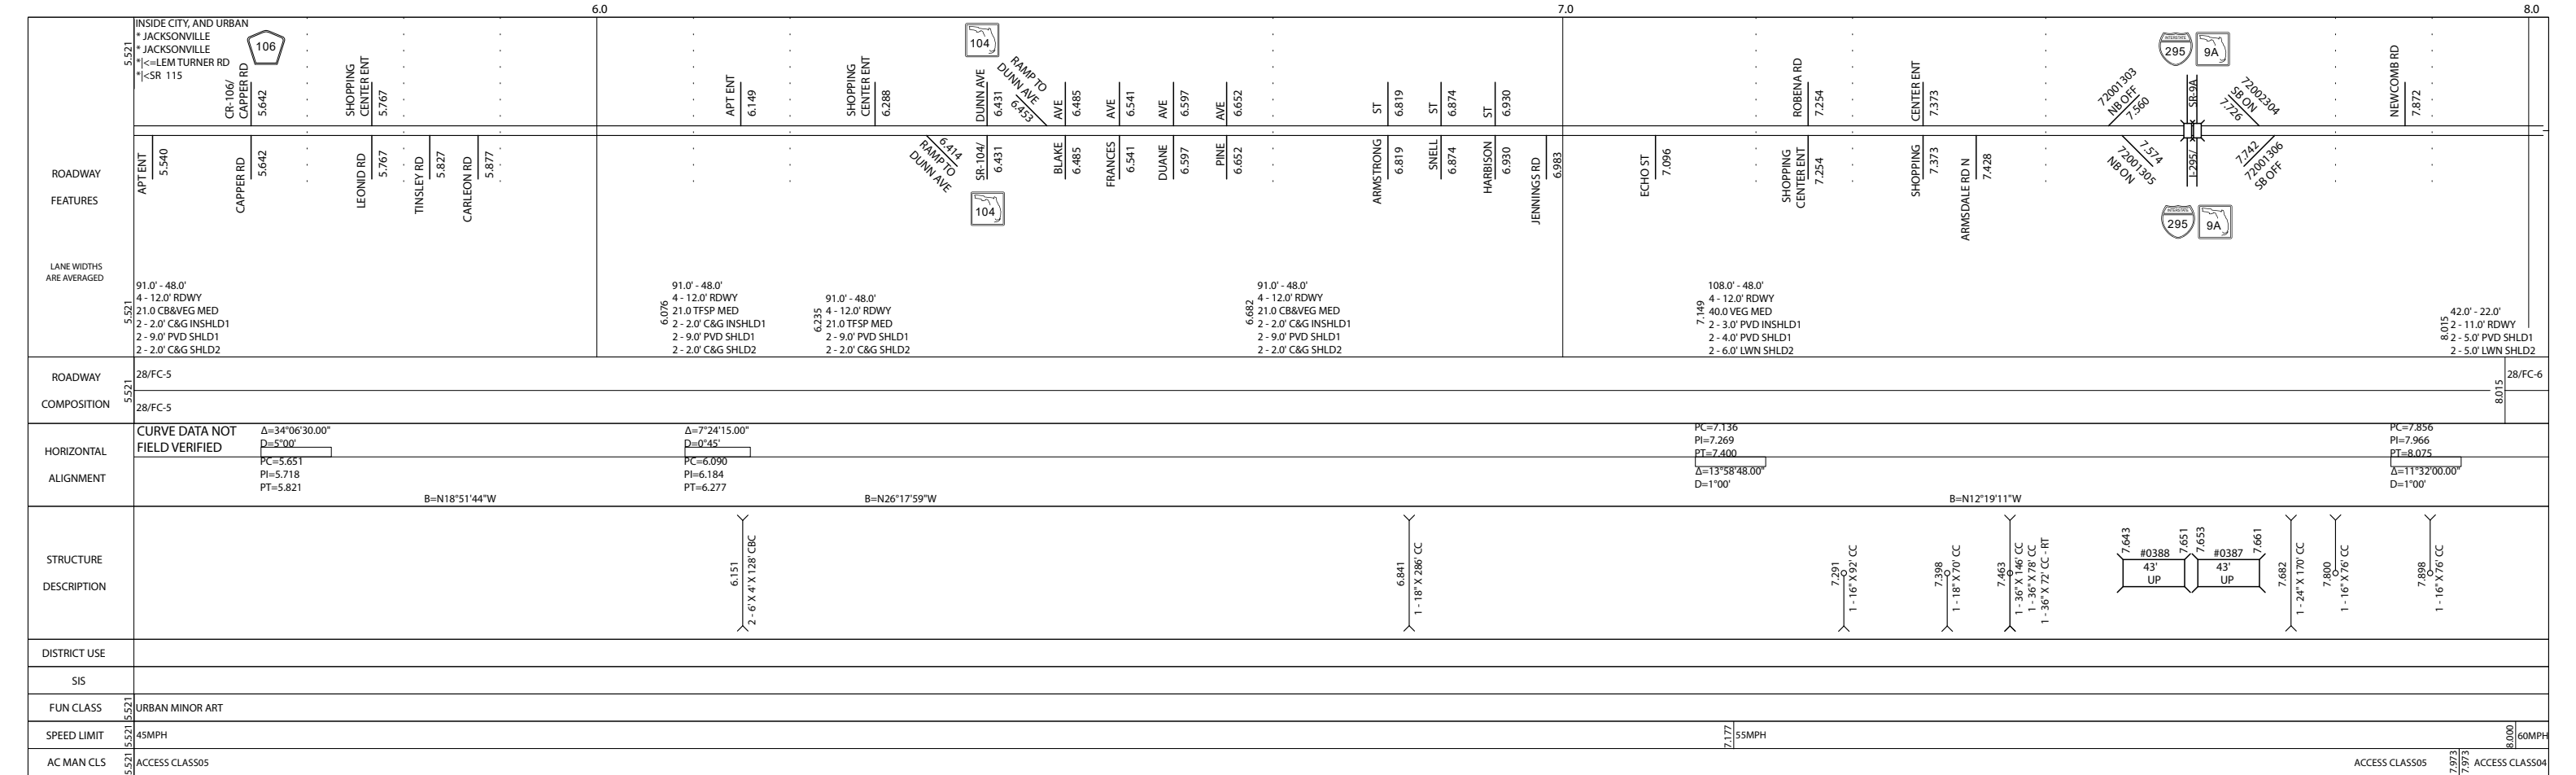 6.0
7.0
8.0
ROADWAY
FEATURES
LANE WIDTHS
ARE AVERAGED
5.521
INSIDE CITY, AND URBAN
* JACKSONVILLE
* JACKSONVILLE
*|<=LEM TURNER RD
*|<SR 115
106
CR-106/
CAPPER RD
5.642
SHOPPING
CENTER ENT
5.767
APT ENT
6.149
SHOPPING
CENTER ENT
6.288
104
DUNN AVE
6.431
RAMP TO
DUNN AVE
6.453
AVE
6.485
AVE
6.541
AVE
6.597
AVE
6.652
ST
6.819
ST
6.874
ST
6.930
ROBENA RD
7.254
CENTER ENT
7.373
72001303
NB OFF
7.560
INTERSTATE
295
9A
SR-9A
72002304
SB ON
7.726
NEWCOMB RD
7.872
APT ENT
5.540
CAPPER RD
5.642
LEONID RD
5.767
TINSLEY RD
5.827
CARLEON RD
5.877
6.414
RAMP TO
DUNN AVE
SR-104/
6.431
104
BLAKE
6.485
FRANCES
6.541
DUANE
6.597
PINE
6.652
ARMSTRONG
6.819
SNELL
6.874
HARBISON
6.930
JENNINGS RD
6.983
ECHO ST
7.096
SHOPPING
CENTER ENT
7.254
SHOPPING
7.373
ARMSDALE RD N
7.428
7.574
72001305
NB ON
I-295/
INTERSTATE
295
9A
7.742
72001306
SB OFF
5.521
91.0' - 48.0'
4 - 12.0' RDWY
21.0 CB&VEG MED
2 - 2.0' C&G INSHLD1
2 - 9.0' PVD SHLD1
2 - 2.0' C&G SHLD2
6.076
91.0' - 48.0'
4 - 12.0' RDWY
21.0 TFSP MED
2 - 2.0' C&G INSHLD1
2 - 9.0' PVD SHLD1
2 - 2.0' C&G SHLD2
6.235
91.0' - 48.0'
4 - 12.0' RDWY
21.0 TFSP MED
2 - 9.0' PVD SHLD1
2 - 2.0' C&G SHLD2
6.682
91.0' - 48.0'
4 - 12.0' RDWY
21.0 CB&VEG MED
2 - 2.0' C&G INSHLD1
2 - 9.0' PVD SHLD1
2 - 2.0' C&G SHLD2
7.149
108.0' - 48.0'
4 - 12.0' RDWY
40.0 VEG MED
2 - 3.0' PVD INSHLD1
2 - 4.0' PVD SHLD1
2 - 6.0' LWN SHLD2
8.015
42.0' - 22.0'
2 - 11.0' RDWY
2 - 5.0' PVD SHLD1
2 - 5.0' LWN SHLD2
ROADWAY
COMPOSITION
5.521
28/FC-5
28/FC-5
8.015
28/FC-6
HORIZONTAL
ALIGNMENT
CURVE DATA NOT
FIELD VERIFIED
Δ=34°06'30.00"
D=5°00'
PC=5.651
PI=5.718
PT=5.821
B=N18°51'44"W
Δ=7°24'15.00"
D=0°45'
PC=6.090
PI=6.184
PT=6.277
B=N26°17'59"W
PC=7.136
PI=7.269
PT=7.400
Δ=13°58'48.00"
D=1°00'
B=N12°19'11"W
PC=7.856
PI=7.966
PT=8.075
Δ=11°32'00.00"
D=1°00'
STRUCTURE
DESCRIPTION
6.151
2 - 6' X 4' X 128' CBC
6.841
1 - 18" X 286' CC
7.291
1 - 16" X 92' CC
7.398
1 - 18" X 70' CC
7.463
1 - 36" X 146' CC
1 - 36" X 78' CC
1 - 36" X 72' CC - RT
7.643
#0388
43'
UP
7.651
7.653
#0387
43'
UP
7.661
7.682
1 - 24" X 170' CC
7.800
1 - 16" X 76' CC
7.898
1 - 16" X 76' CC
DISTRICT USE
SIS
FUN CLASS
5.521
URBAN MINOR ART
SPEED LIMIT
5.521
45MPH
7.177
55MPH
8.000
60MPH
AC MAN CLS
5.521
ACCESS CLASS05
ACCESS CLASS05
7.973
7.973
ACCESS CLASS04